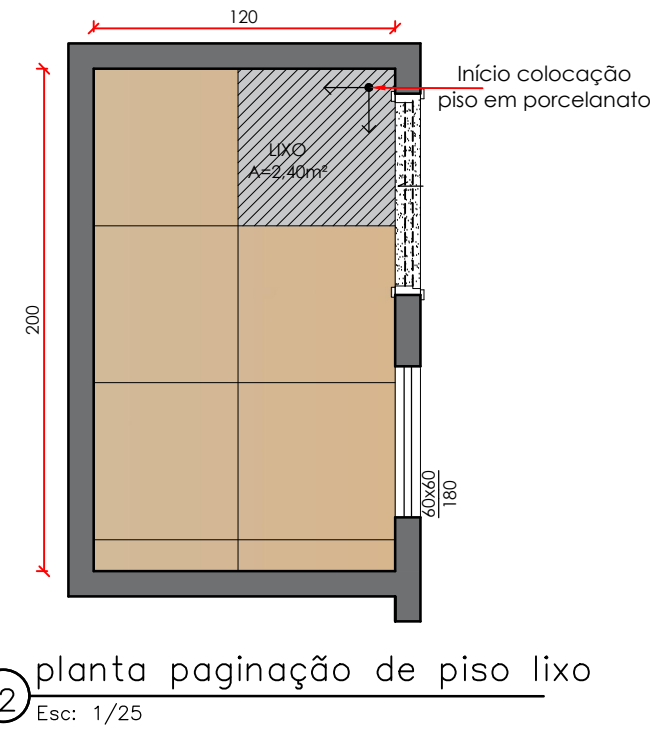 120
Início colocação
piso em porcelanato
LIXO
A=2,40m²
200
60x60
180
2
planta paginação de piso lixo
Esc: 1/25